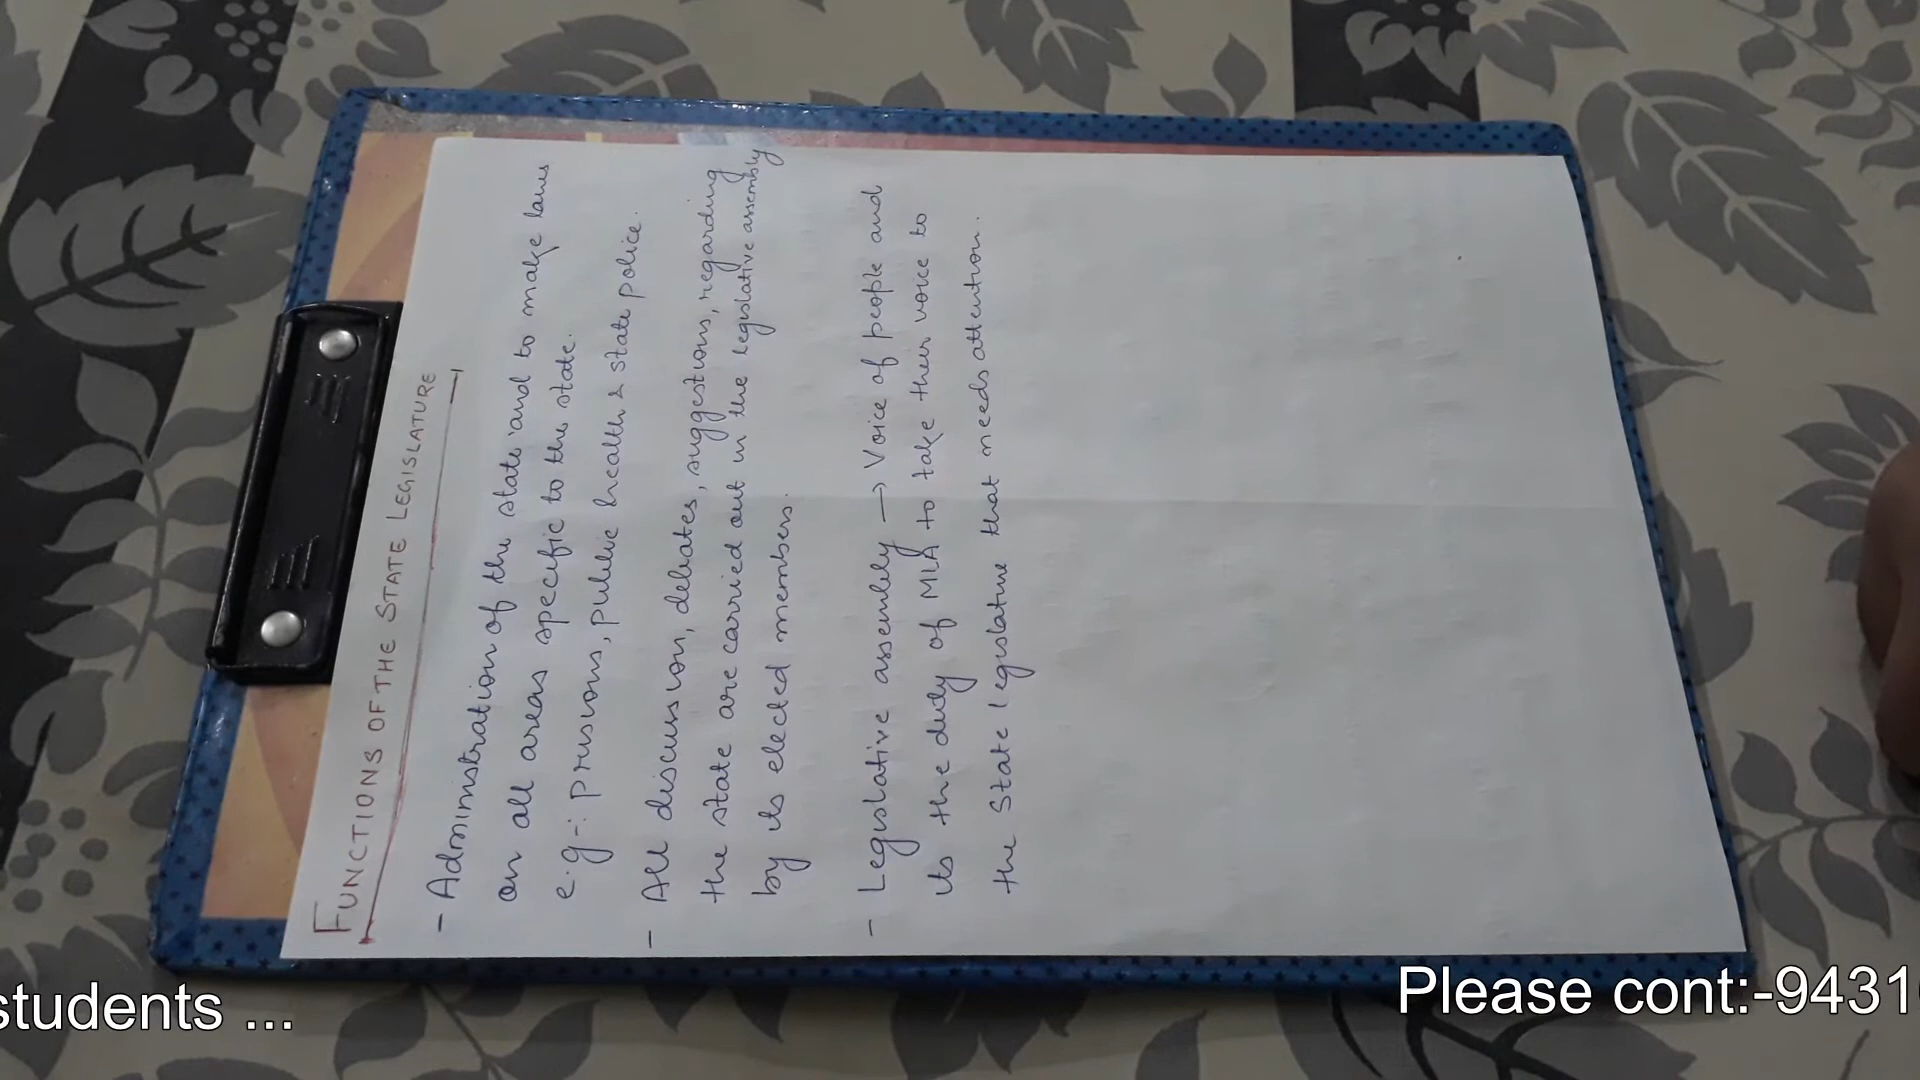 FUNCTIONS OF THE STATE LEGISLATURE
- Administration of the state and to make laws
on all areas specific to the state.
e.g-: prisions, public health & state police.
- All discussion, debates, suggestions, regarding
the state are carried out in the legislative assembly
by its elected members.
- Legislative assembly → Voice of people and
its the duty of MLA to take their voice to
the State legislature that needs attention.
students ...
Please cont:-9431